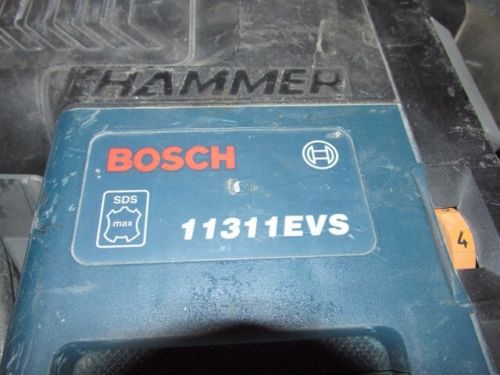 HAMMER
BOSCH
SDS
max
11311EVS
4